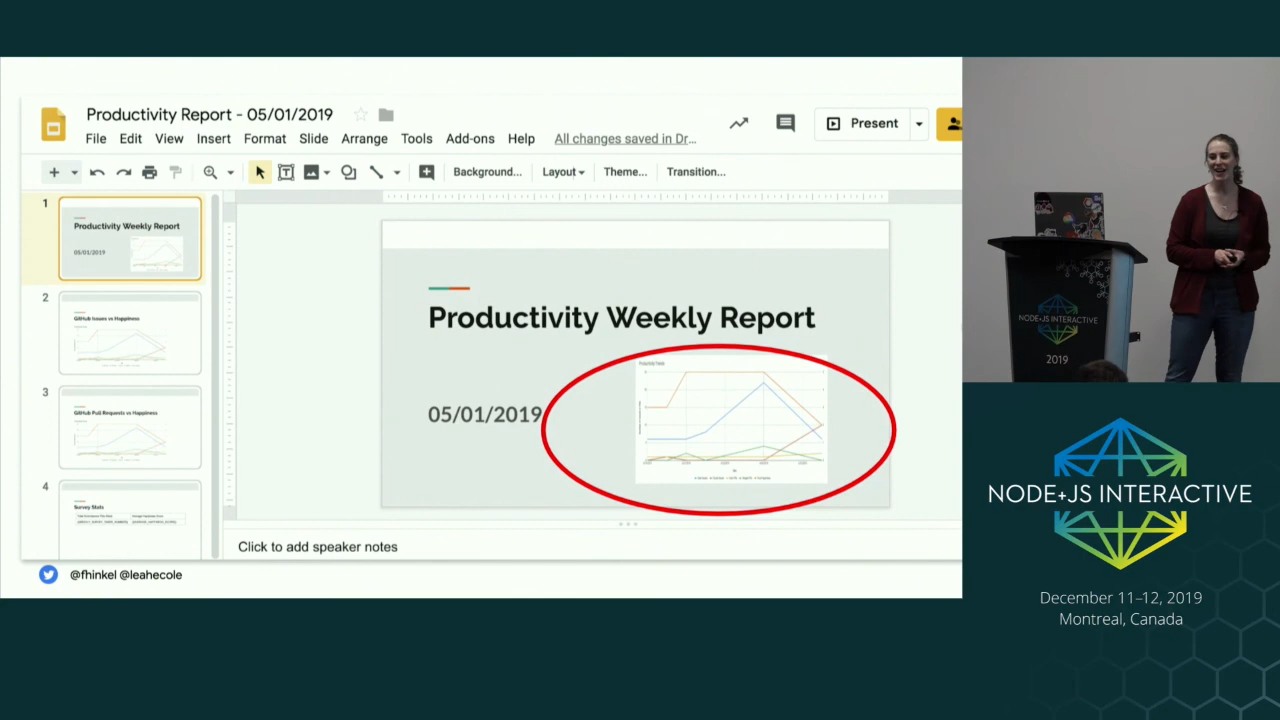 Productivity Report - 05/01/2019
File Edit View Insert Format Slide Arrange Tools Add-ons Help All changes saved in Dr...
Present
Background... Layout Theme... Transition...
1
Productivity Weekly Report
05/01/2019
2
GitHub Issues vs Happiness
3
GitHub Pull Requests vs Happiness
4
Survey Stats
Productivity Weekly Report
05/01/2019
Click to add speaker notes
@fhinkel @leahecole
NODE+JS INTERACTIVE
2019
NODE+JS INTERACTIVE
December 11–12, 2019
Montreal, Canada